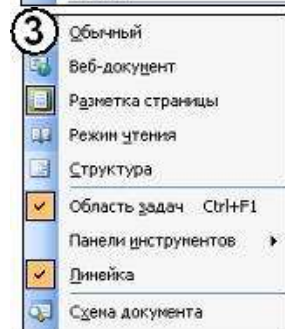 3
Обычный
Веб-документ
Разметка страницы
Режим чтения
Структура
Область задач Ctrl+F1
Панели инструментов
Линейка
Схема документа